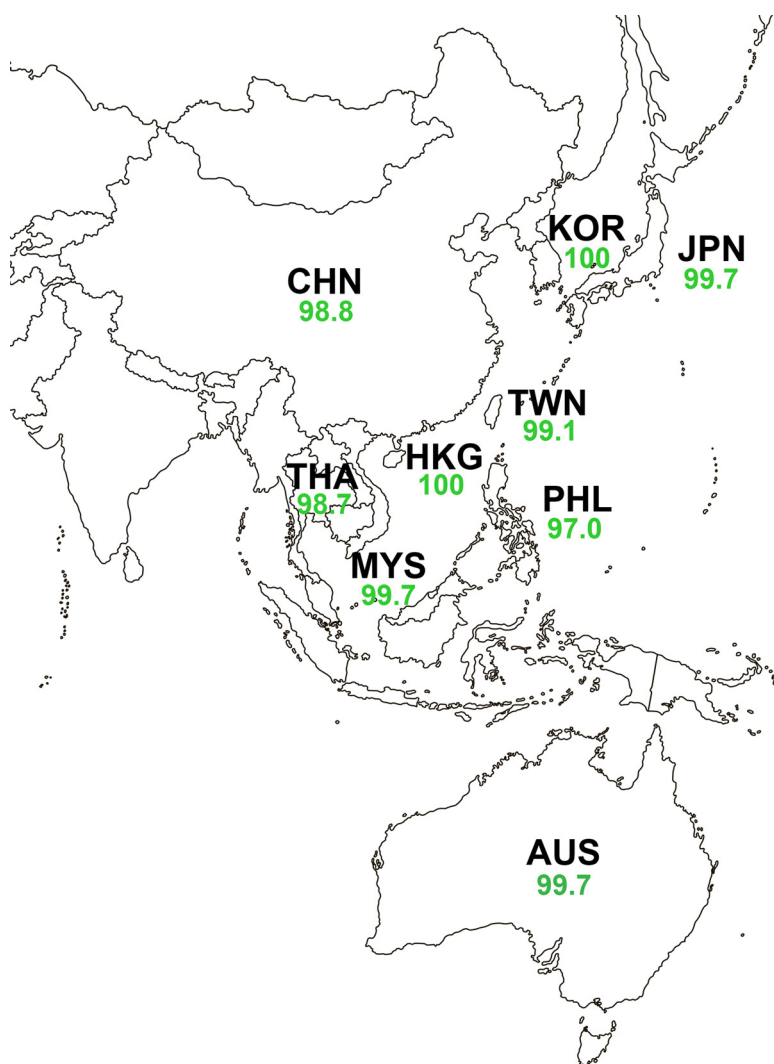 KOR
100
JPN
99.7
CHN
98.8
TWN
99.1
HKG
100
THA
98.7
PHL
97.0
MYS
99.7
AUS
99.7